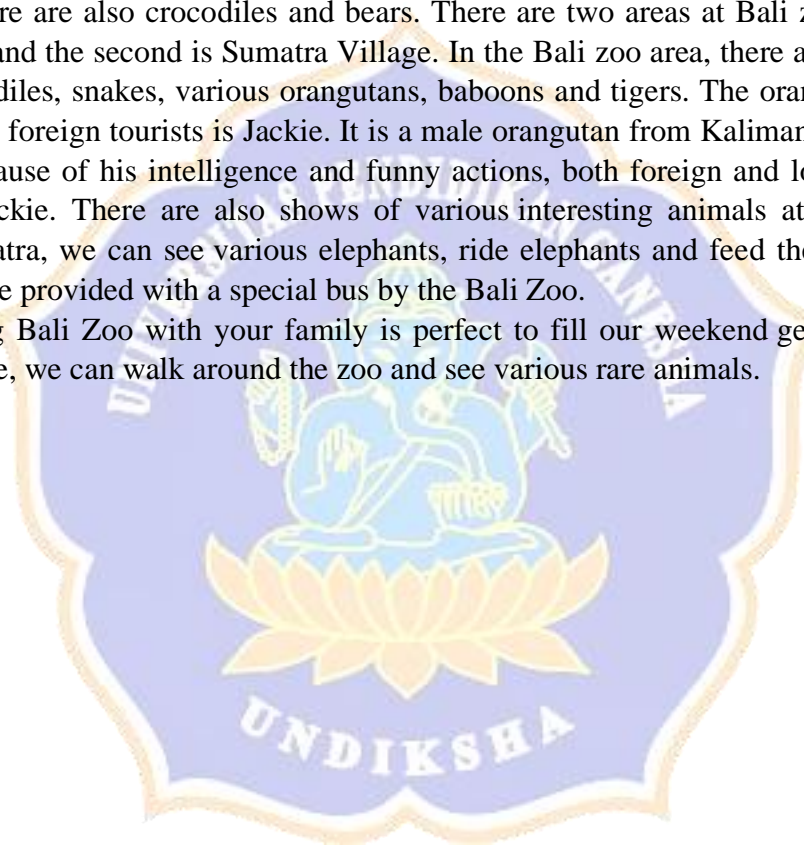 re are also crocodiles and bears. There are two areas at Bali z
and the second is Sumatra Village. In the Bali zoo area, there a
diles, snakes, various orangutans, baboons and tigers. The oran
foreign tourists is Jackie. It is a male orangutan from Kaliman
ause of his intelligence and funny actions, both foreign and lo
ckie. There are also shows of various interesting animals at
atra, we can see various elephants, ride elephants and feed the
e provided with a special bus by the Bali Zoo.
g Bali Zoo with your family is perfect to fill our weekend ge
e, we can walk around the zoo and see various rare animals.
UNIVERSITAS PENDIDIKAN GANESHA
UNDIKSHA